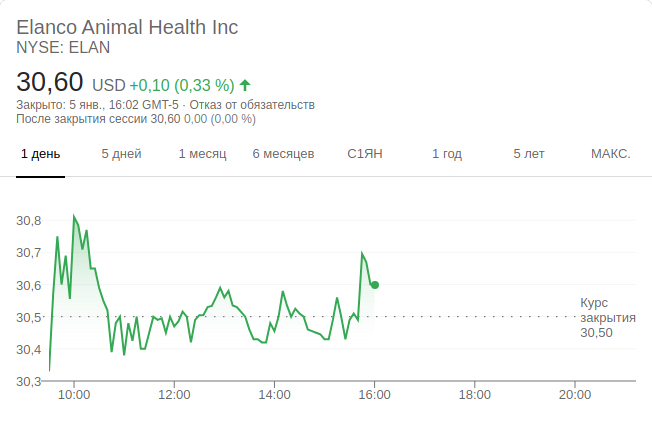 Elanco Animal Health Inc
NYSE: ELAN
30,60 USD +0,10 (0,33 %)
Закрыто: 5 янв., 16:02 GMT-5 · Отказ от обязательств
После закрытия сессии 30,60 0,00 (0,00 %)
1 день 5 дней 1 месяц 6 месяцев С1ЯН 1 год 5 лет МАКС.
30,8
30,7
30,6
30,5
30,4
30,3
Курс
закрытия
30,50
10:00 12:00 14:00 16:00 18:00 20:00